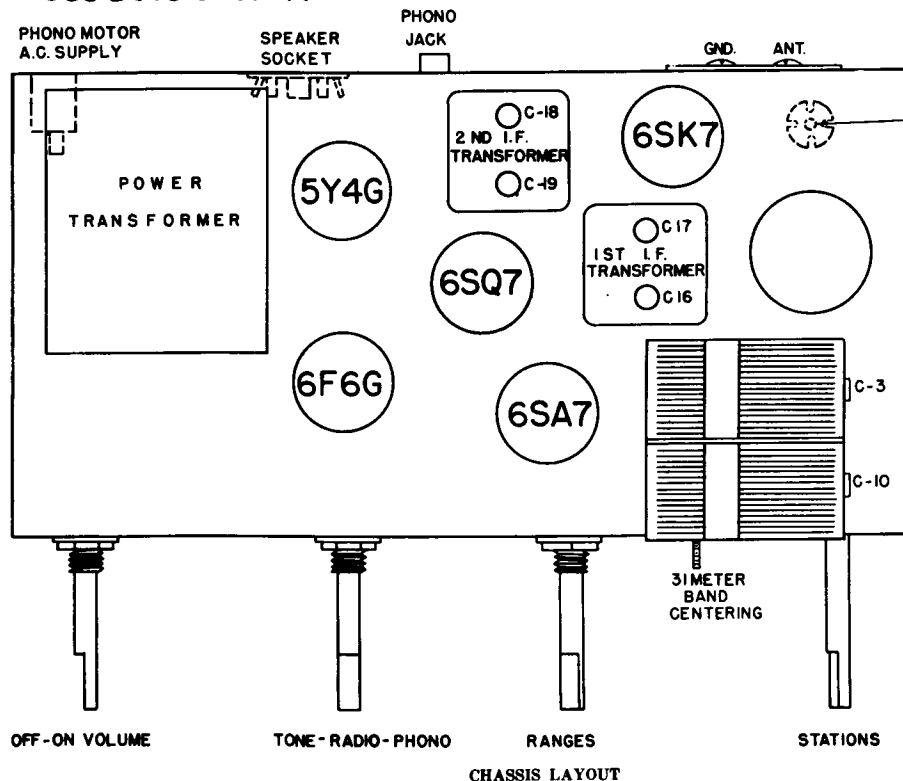 PHONO MOTOR
A.C. SUPPLY
SPEAKER
SOCKET
PHONO
JACK
GND.
ANT.
POWER
TRANSFORMER
5Y4G
C-18
2 ND I.F.
TRANSFORMER
C-19
6SK7
6SQ7
C17
1ST I.F.
TRANSFORMER
C16
6F6G
6SA7
C-3
C-10
31 METER
BAND
CENTERING
OFF-ON VOLUME
TONE-RADIO-PHONO
RANGES
STATIONS
CHASSIS LAYOUT